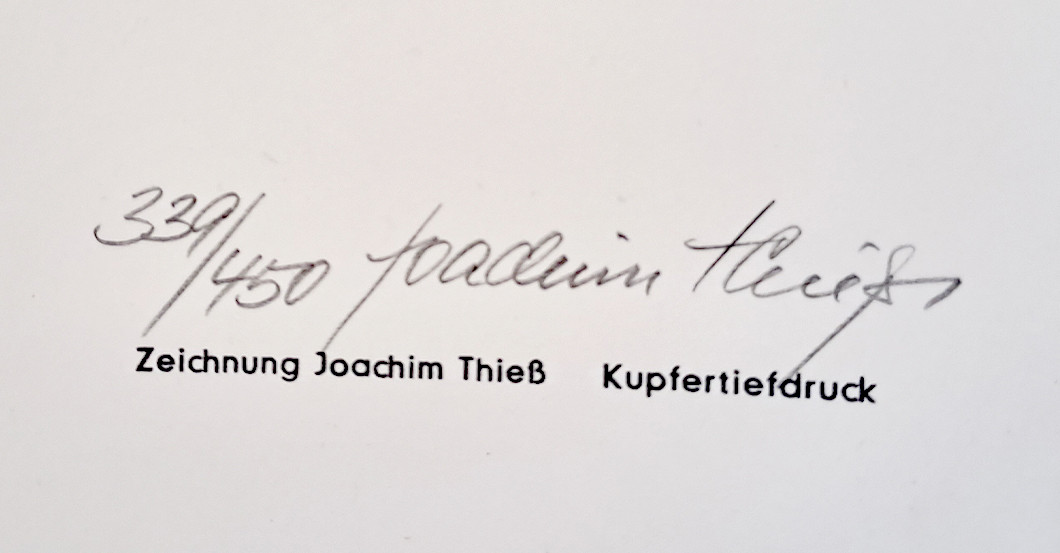 339/450 Joachim Thieß
Zeichnung Joachim Thieß Kupfertiefdruck